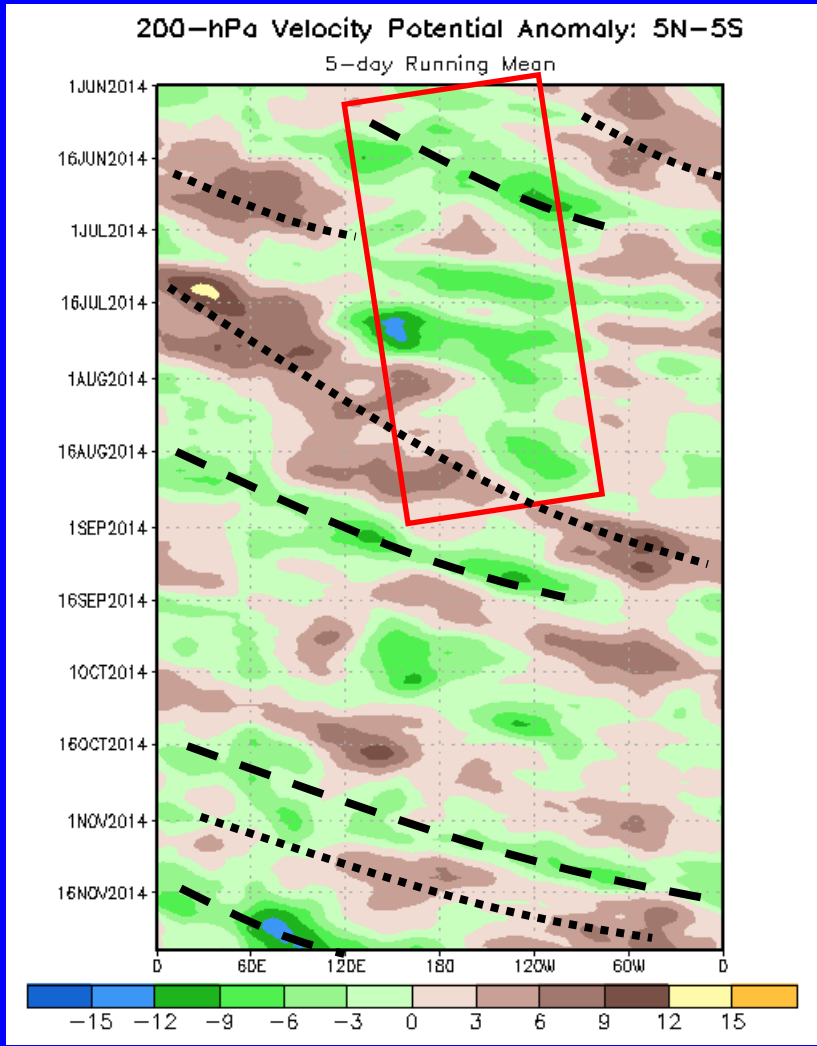 200-hPa Velocity Potential Anomaly: 5N-5S
5-day Running Mean
1JUN2014
16JUN2014
1JUL2014
16JUL2014
1AUG2014
16AUG2014
1SEP2014
16SEP2014
1OCT2014
16OCT2014
1NOV2014
16NOV2014
0 60E 120E 180 120W 60W 0
-15 -12 -9 -6 -3 0 3 6 9 12 15